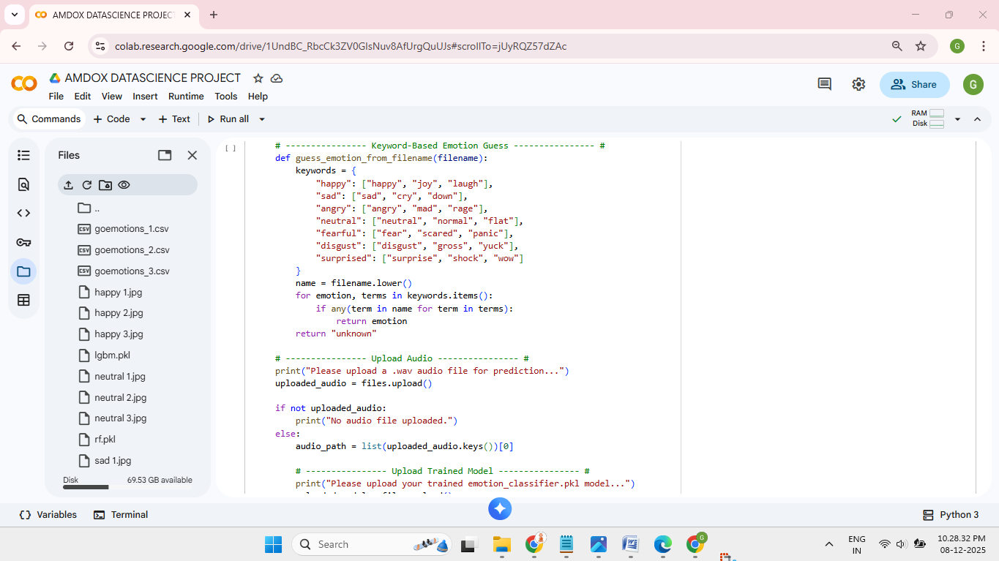 AMDOX DATASCIENCE PROJECT
colab.research.google.com/drive/1UndBC_RbcCk3ZV0GIsNuv8AfUrgQuUJs#scrollTo=jUyRQZ57dZAc
G
AMDOX DATASCIENCE PROJECT
File Edit View Insert Runtime Tools Help
Share
G
Commands + Code + Text Run all
RAM
Disk
Files
..
goemotions_1.csv
goemotions_2.csv
goemotions_3.csv
happy 1.jpg
happy 2.jpg
happy 3.jpg
lgbm.pkl
neutral 1.jpg
neutral 2.jpg
neutral 3.jpg
rf.pkl
sad 1.jpg
Disk 69.53 GB available
[ ]
# ---------------- Keyword-Based Emotion Guess ---------------- #
def guess_emotion_from_filename(filename):
keywords = {
"happy": ["happy", "joy", "laugh"],
"sad": ["sad", "cry", "down"],
"angry": ["angry", "mad", "rage"],
"neutral": ["neutral", "normal", "flat"],
"fearful": ["fear", "scared", "panic"],
"disgust": ["disgust", "gross", "yuck"],
"surprised": ["surprise", "shock", "wow"]
}
name = filename.lower()
for emotion, terms in keywords.items():
if any(term in name for term in terms):
return emotion
return "unknown"
# ---------------- Upload Audio ---------------- #
print("Please upload a .wav audio file for prediction...")
uploaded_audio = files.upload()
if not uploaded_audio:
print("No audio file uploaded.")
else:
audio_path = list(uploaded_audio.keys())[0]
# ---------------- Upload Trained Model ---------------- #
print("Please upload your trained emotion_classifier.pkl model...")
Variables Terminal
Python 3
Search
ENG
IN
10.28.32 PM
08-12-2025